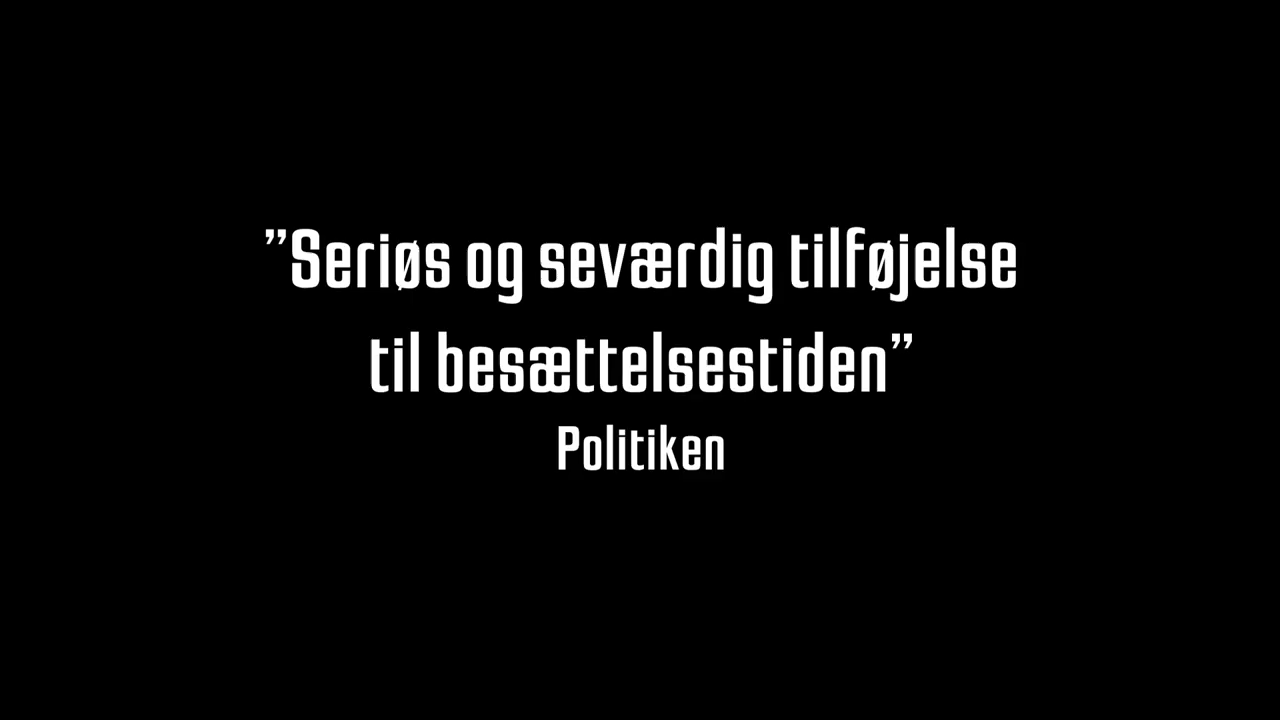 ”Seriøs og seværdig tilføjelse
til besættelsestiden”
Politiken